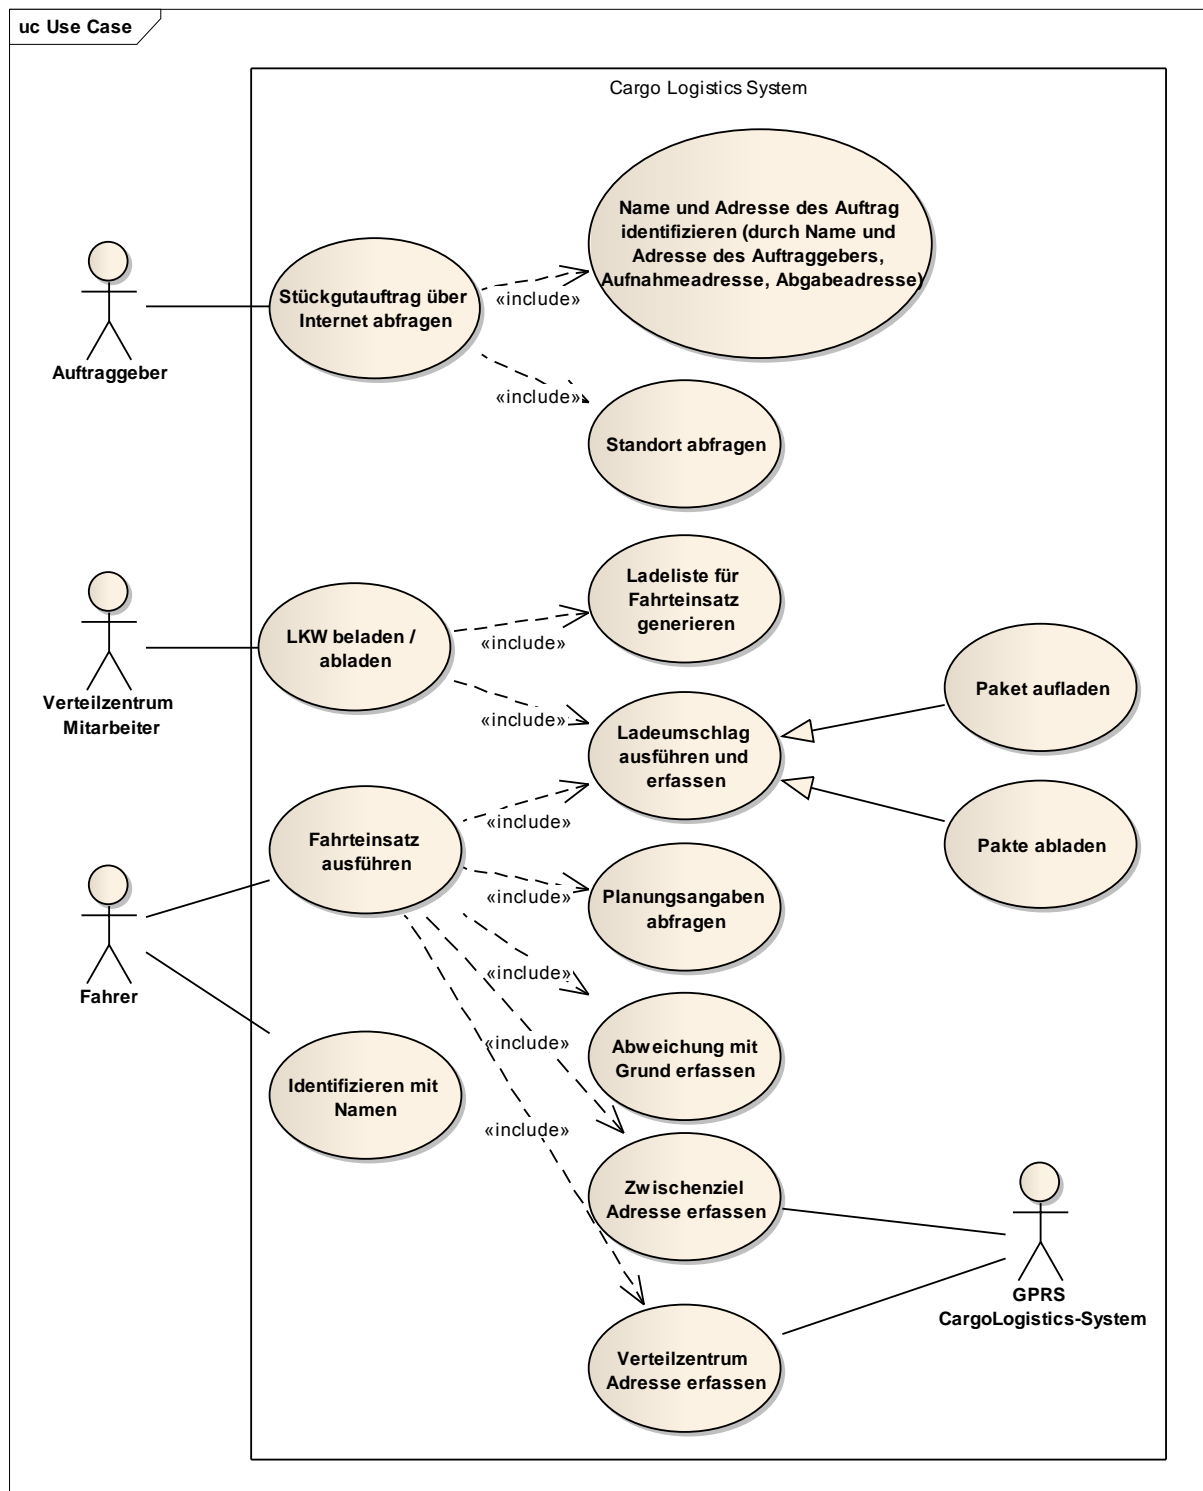 uc Use Case
Cargo Logistics System
Name und Adresse des Auftrag
identifizieren (durch Name und
Adresse des Auftraggebers,
Aufnahmeadresse, Abgabeadresse)
Stückgutauftrag über
Internet abfragen
«include»
Auftraggeber
«include»
Standort abfragen
Ladeliste für
Fahrteinsatz
generieren
LKW beladen /
abladen
«include»
Verteilzentrum
Mitarbeiter
«include»
Paket aufladen
Ladeumschlag
ausführen und
erfassen
Fahrteinsatz
ausführen
«include»
Pakte abladen
Planungsangaben
abfragen
«include»
Fahrer
«include»
Abweichung mit
Grund erfassen
«include»
Identifizieren mit
Namen
«include»
Zwischenziel
Adresse erfassen
GPRS
CargoLogistics-System
Verteilzentrum
Adresse erfassen